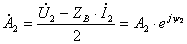 Ȧ₂ = (U̇₂ − Z_B · İ₂) / 2 = A₂ · e^{jψ₂}